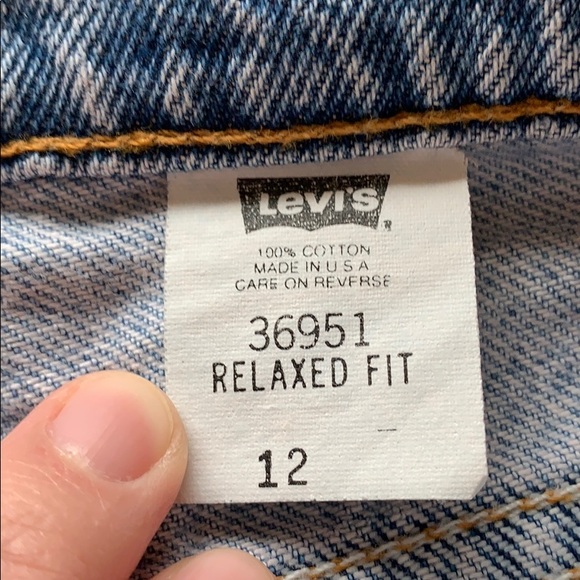 Levi's
100% COTTON
MADE IN U S A
CARE ON REVERSE
36951
RELAXED FIT
12